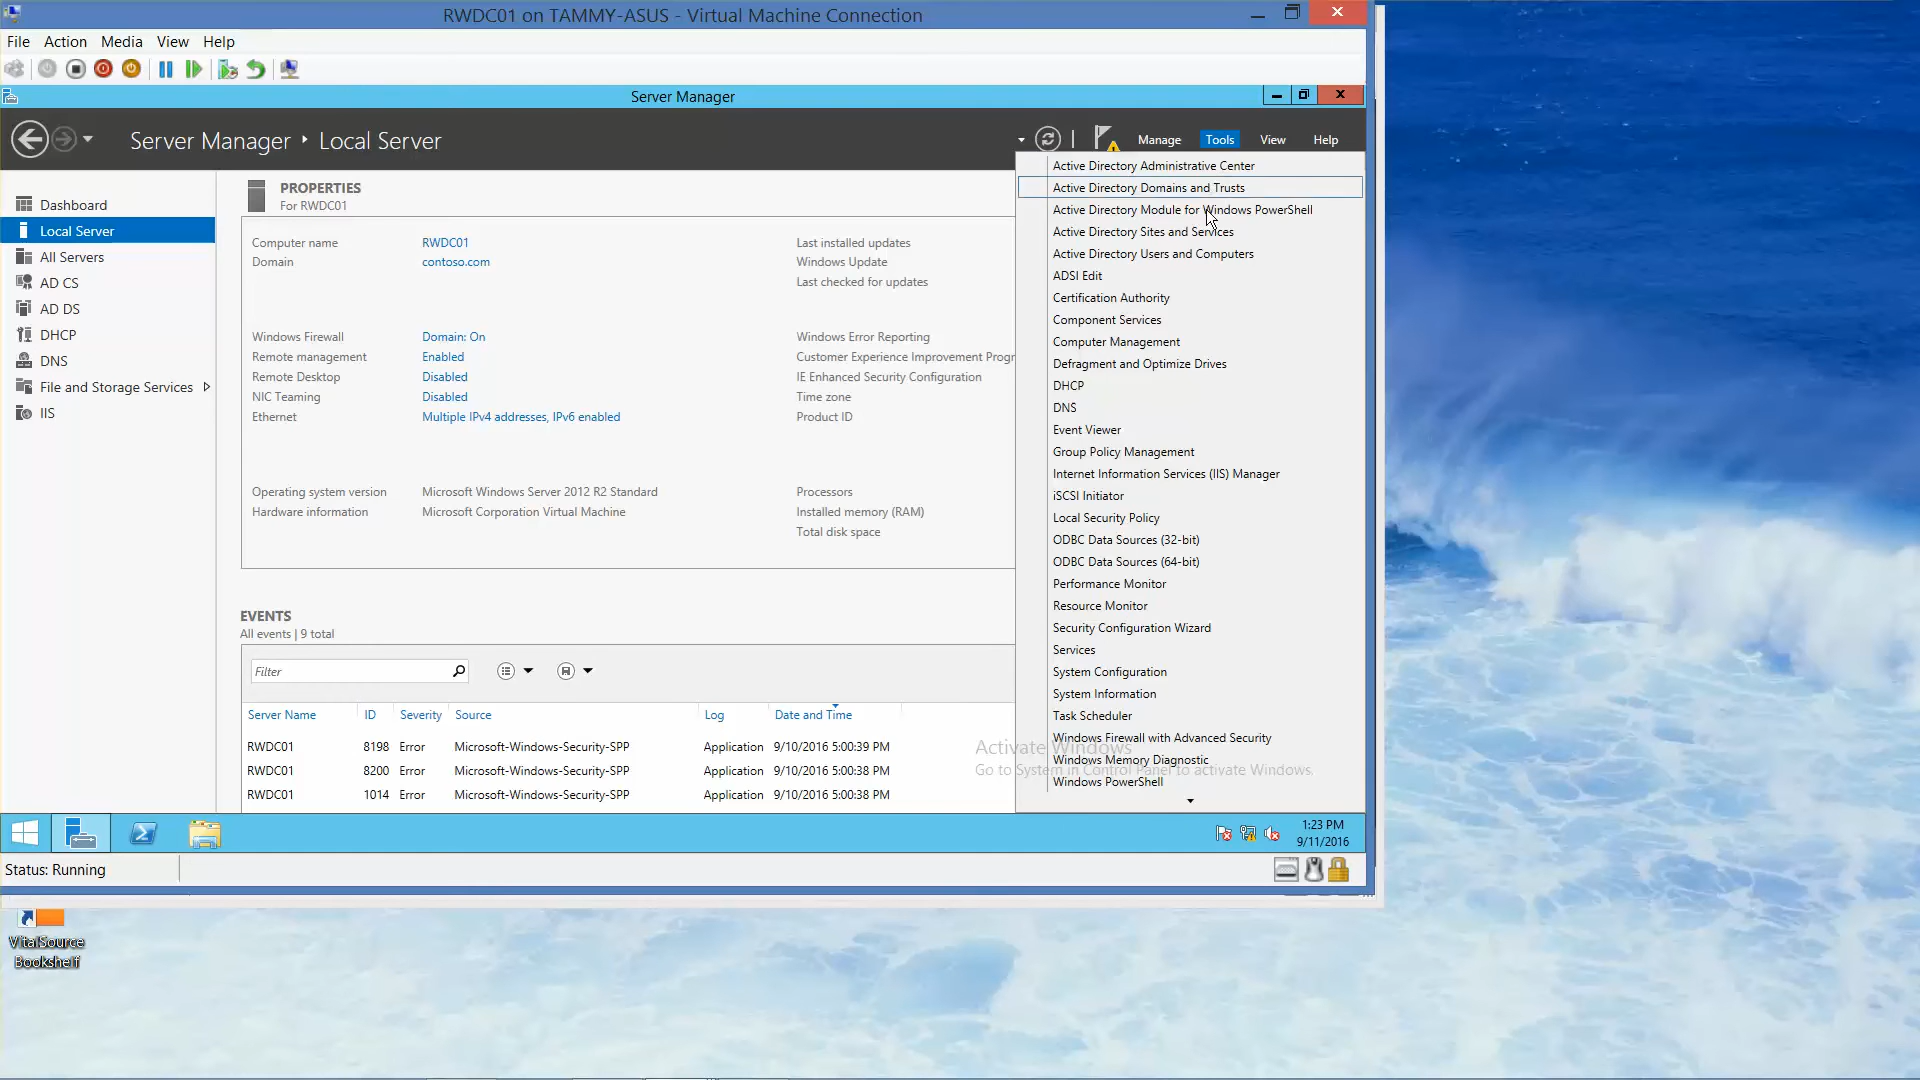 RWDC01 on TAMMY-ASUS - Virtual Machine Connection
File Action Media View Help
Server Manager
Server Manager • Local Server
Manage Tools View Help
Dashboard
Local Server
All Servers
AD CS
AD DS
DHCP
DNS
File and Storage Services
IIS
PROPERTIES
For RWDC01
Computer name RWDC01
Domain contoso.com
Last installed updates
Windows Update
Last checked for updates
Windows Firewall Domain: On
Remote management Enabled
Remote Desktop Disabled
NIC Teaming Disabled
Ethernet Multiple IPv4 addresses, IPv6 enabled
Windows Error Reporting
Customer Experience Improvement Progr
IE Enhanced Security Configuration
Time zone
Product ID
Operating system version Microsoft Windows Server 2012 R2 Standard
Hardware information Microsoft Corporation Virtual Machine
Processors
Installed memory (RAM)
Total disk space
EVENTS
All events | 9 total
Filter
Server Name ID Severity Source Log Date and Time
RWDC01 8198 Error Microsoft-Windows-Security-SPP Application 9/10/2016 5:00:39 PM
RWDC01 8200 Error Microsoft-Windows-Security-SPP Application 9/10/2016 5:00:38 PM
RWDC01 1014 Error Microsoft-Windows-Security-SPP Application 9/10/2016 5:00:38 PM
Active Directory Administrative Center
Active Directory Domains and Trusts
Active Directory Module for Windows PowerShell
Active Directory Sites and Services
Active Directory Users and Computers
ADSI Edit
Certification Authority
Component Services
Computer Management
Defragment and Optimize Drives
DHCP
DNS
Event Viewer
Group Policy Management
Internet Information Services (IIS) Manager
iSCSI Initiator
Local Security Policy
ODBC Data Sources (32-bit)
ODBC Data Sources (64-bit)
Performance Monitor
Resource Monitor
Security Configuration Wizard
Services
System Configuration
System Information
Task Scheduler
Windows Firewall with Advanced Security
Windows Memory Diagnostic
Windows PowerShell
Activate Windows
Go to System in Control Panel to activate Windows.
1:23 PM
9/11/2016
Status: Running
VitalSource
Bookshelf